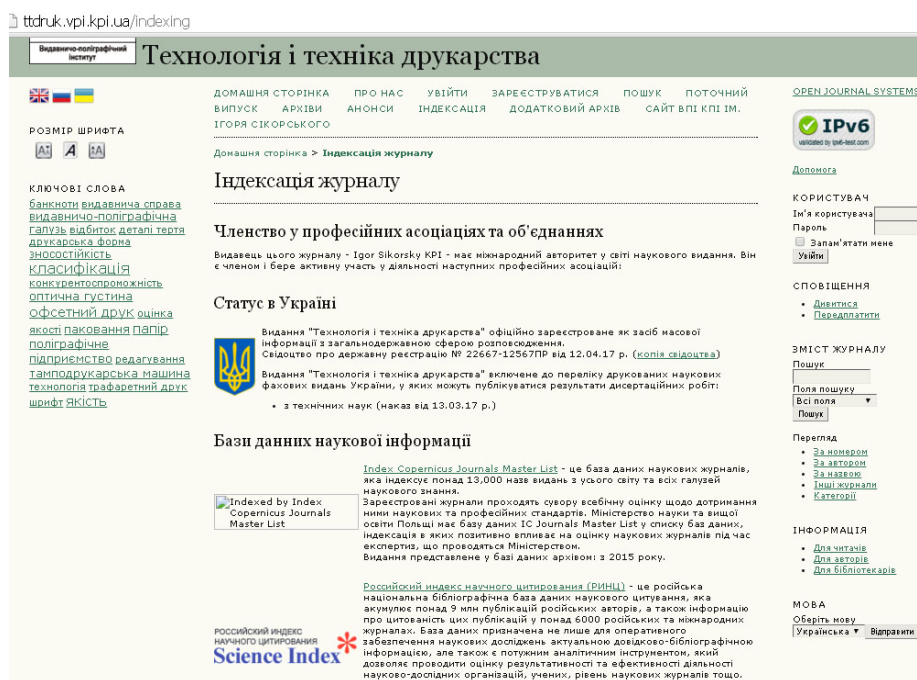 ttdruk.vpi.kpi.ua/indexing
Видавничо-поліграфічний
інститут
Технологія і техніка друкарства
ДОМАШНЯ СТОРІНКА ПРО НАС УВІЙТИ ЗАРЕЄСТРУВАТИСЯ ПОШУК ПОТОЧНИЙ
ВИПУСК АРХІВИ АНОНСИ ІНДЕКСАЦІЯ ДОДАТКОВИЙ АРХІВ САЙТ ВПІ КПІ ІМ.
ІГОРЯ СІКОРСЬКОГО
Домашня сторінка > Індексація журналу
Індексація журналу
РОЗМІР ШРИФТА
A A A
КЛЮЧОВІ СЛОВА
банкноти видавнича справа
видавничо-поліграфічна
галузь відбиток деталі тертя
друкарська форма
зносостійкість
класифікація
конкурентоспроможність
оптична густина
офсетний друк оцінка
якості паковання папір
поліграфічне
підприємство редагування
тамподрукарська машина
технологія трафаретний друк
шрифт якість
Членство у професійних асоціаціях та об'єднаннях
Видавець цього журналу - Igor Sikorsky KPI - має міжнародний авторитет у світі наукового видання. Він
є членом і бере активну участь у діяльності наступних професійних асоціацій:
Статус в Україні
Видання "Технологія і техніка друкарства" офіційно зареєстроване як засіб масової
інформації з загальнодержавною сферою розповсюдження.
Свідоцтво про державну реєстрацію № 22667-12567ПР від 12.04.17 р. (копія свідоцтва)
Видання "Технологія і техніка друкарства" включене до переліку друкованих наукових
фахових видань України, у яких можуть публікуватися результати дисертаційних робіт:
• з технічних наук (наказ від 13.03.17 р.)
Бази данних наукової інформації
Indexed by Index
Copernicus Journals
Master List
Index Copernicus Journals Master List - це база даних наукових журналів,
яка індексує понад 13,000 назв видань з усього світу та всіх галузей
наукового знання.
Зареєстровані журнали проходять сувору всебічну оцінку щодо дотримання
ними наукових та професійних стандартів. Міністерство науки та вищої
освіти Польщі має базу даних IC Journals Master List у списку баз даних,
індексація в яких позитивно впливає на оцінку наукових журналів під час
експертиз, що проводяться Міністерством.
Видання представлене у базі даних архівом: з 2015 року.
РОССИЙСКИЙ ИНДЕКС
НАУЧНОГО ЦИТИРОВАНИЯ
Science Index
Российский индекс научного цитирования (РИНЦ) - це російська
національна бібліографічна база даних наукового цитування, яка
акумулює понад 9 млн публікацій російських авторів, а також інформацію
про цитованість цих публікацій у понад 6000 російських та міжнародних
журналах. База даних призначена не лише для оперативного
забезпечення наукових досліджень актуальною довідково-бібліографічною
інформацією, але також є потужним аналітичним інструментом, який
дозволяє проводити оцінку результативності та ефективності діяльності
науково-дослідних організацій, учених, рівень наукових журналів тощо.
OPEN JOURNAL SYSTEMS
IPv6
validated by ipv6-test.com
Допомога
КОРИСТУВАЧ
Ім'я користувача
Пароль
Запам'ятати мене
Увійти
СПОВІЩЕННЯ
• Дивитися
• Передплатити
ЗМІСТ ЖУРНАЛУ
Пошук
Поля пошуку
Всі поля
Пошук
Перегляд
• За номером
• За автором
• За назвою
• Інші журнали
• Категорії
ІНФОРМАЦІЯ
• Для читачів
• Для авторів
• Для бібліотекарів
МОВА
Оберіть мову
Українська Відправити